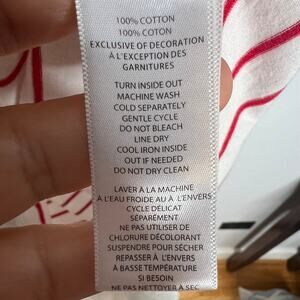 100% COTTON
100% COTON
EXCLUSIVE OF DECORATION
À L'EXCEPTION DES
GARNITURES
TURN INSIDE OUT
MACHINE WASH
COLD SEPARATELY
GENTLE CYCLE
DO NOT BLEACH
LINE DRY
COOL IRON INSIDE
OUT IF NEEDED
DO NOT DRY CLEAN
LAVER À LA MACHINE
À L'EAU FROIDE AU À L'ENVERS
CYCLE DÉLICAT
SÉPARÉMENT
NE PAS UTILISER DE
CHLORURE DÉCOLORANT
SUSPENDRE POUR SÉCHER
REPASSER À L'ENVERS
À BASSE TEMPÉRATURE
SI BESOIN
NE PAS NETTOYER À SEC